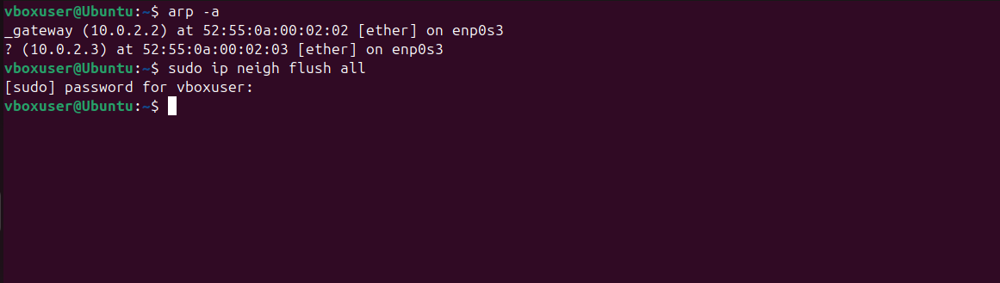 vboxuser@Ubuntu:~$ arp -a
_gateway (10.0.2.2) at 52:55:0a:00:02:02 [ether] on enp0s3
? (10.0.2.3) at 52:55:0a:00:02:03 [ether] on enp0s3
vboxuser@Ubuntu:~$ sudo ip neigh flush all
[sudo] password for vboxuser:
vboxuser@Ubuntu:~$